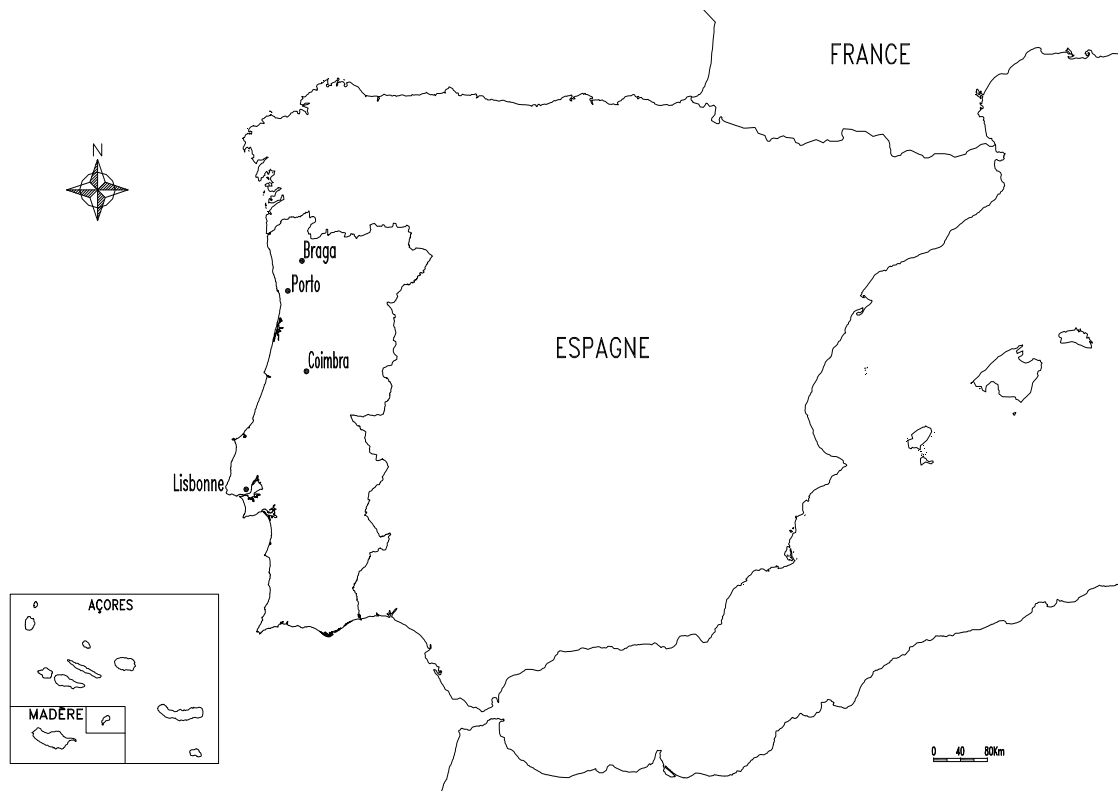 FRANCE
N
Braga
Porto
ESPAGNE
Coimbra
Lisbonne
AÇORES
MADÈRE
0 40 80Km